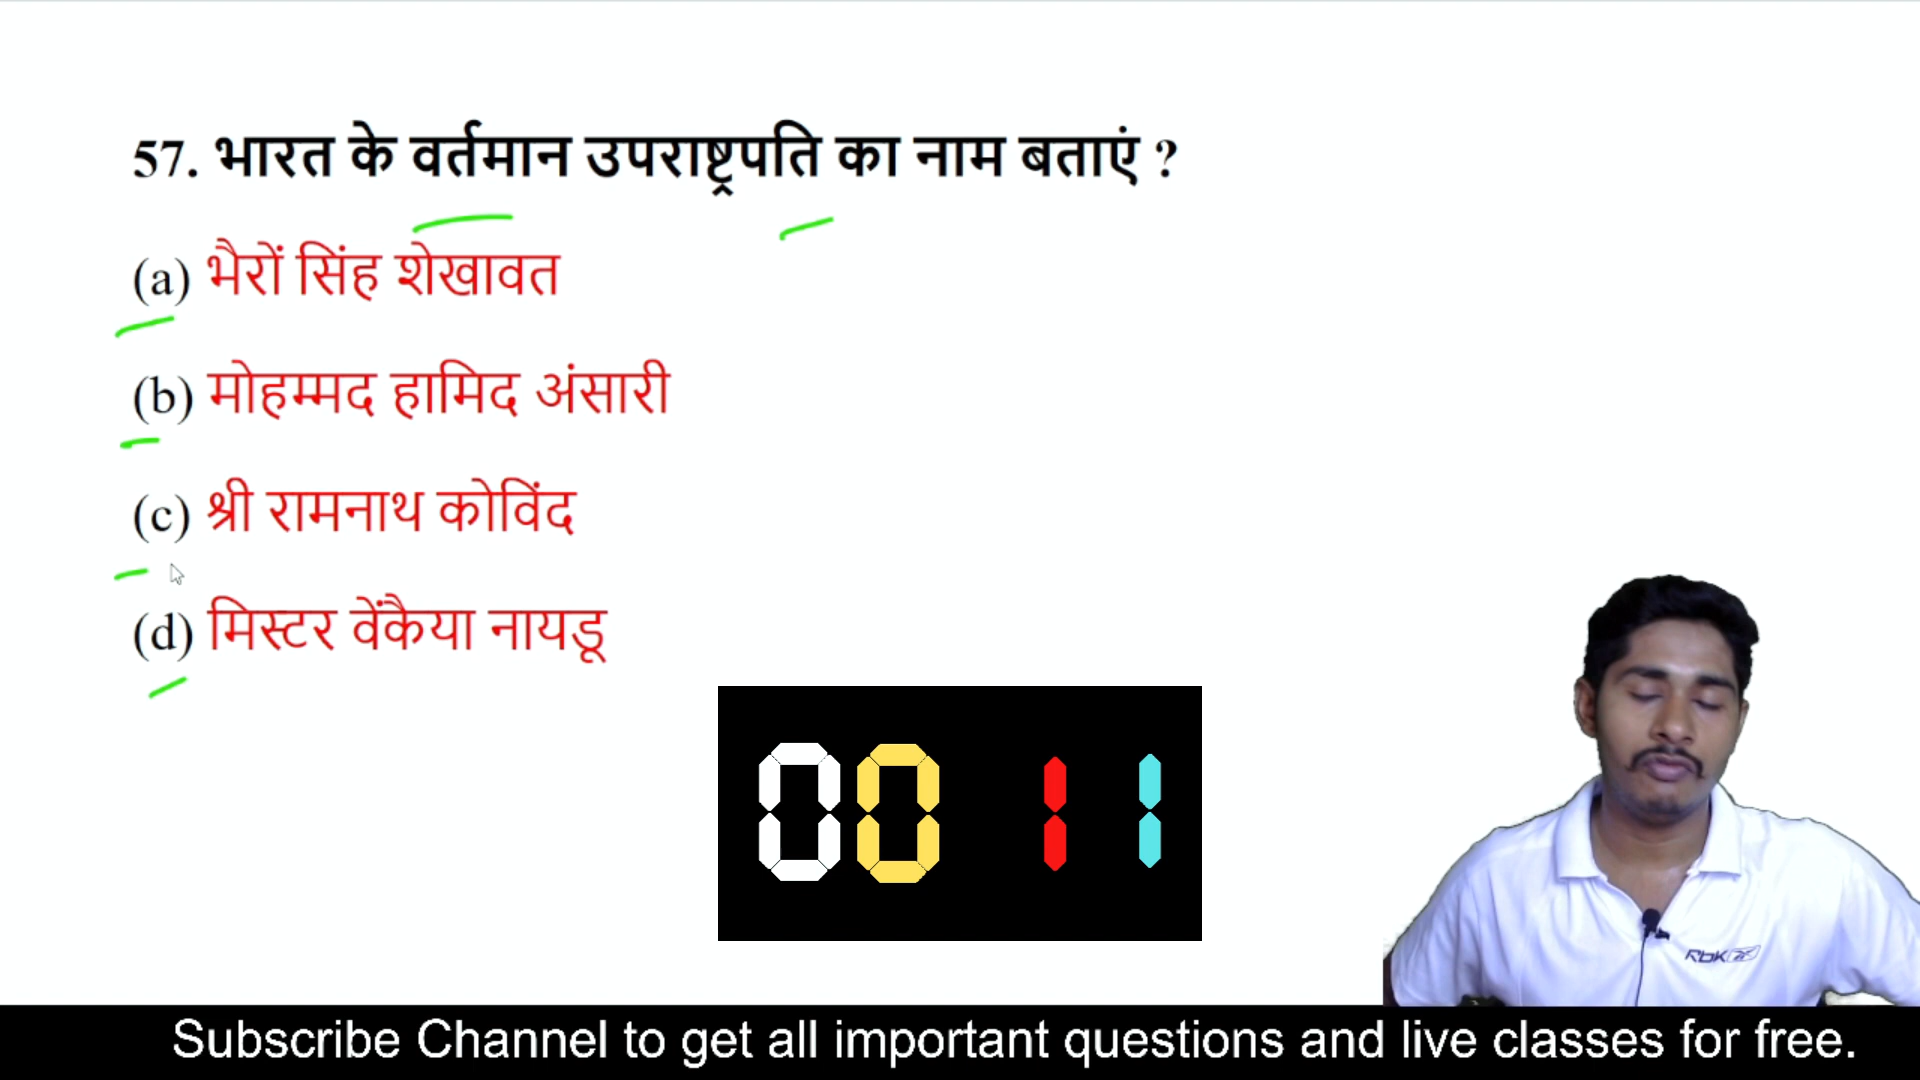 57. भारत के वर्तमान उपराष्ट्रपति का नाम बताएं ?
(a) भैरों सिंह शेखावत
(b) मोहम्मद हामिद अंसारी
(c) श्री रामनाथ कोविंद
(d) मिस्टर वेंकैया नायडू
00 11
RbK
Subscribe Channel to get all important questions and live classes for free.